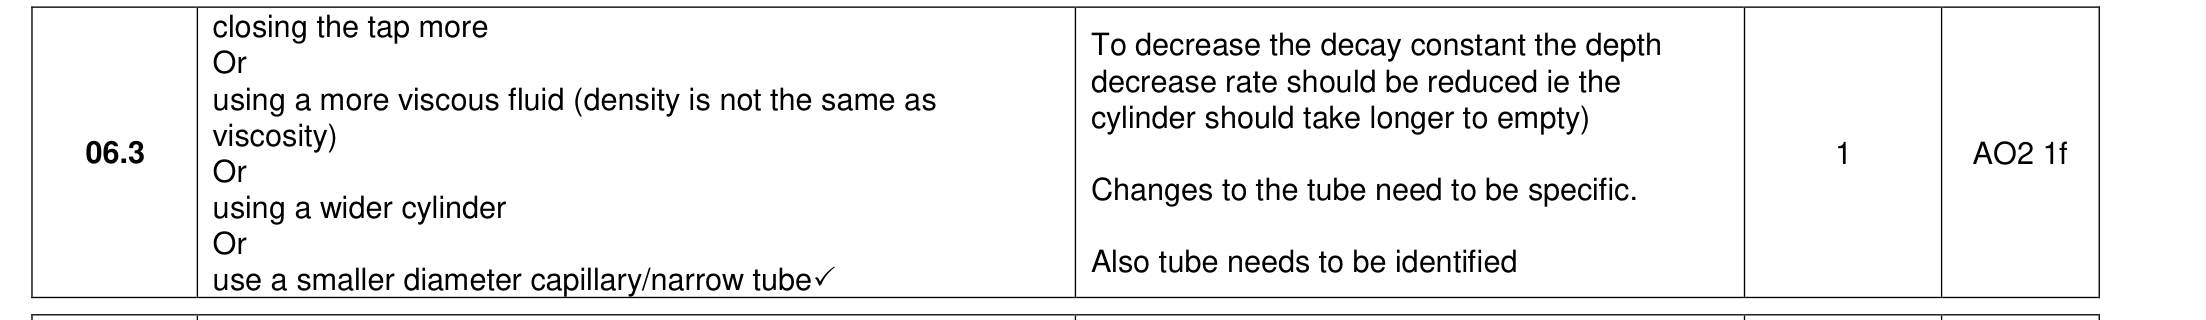 06.3
closing the tap more
Or
using a more viscous fluid (density is not the same as
viscosity)
Or
using a wider cylinder
Or
use a smaller diameter capillary/narrow tube✓
To decrease the decay constant the depth
decrease rate should be reduced ie the
cylinder should take longer to empty)
Changes to the tube need to be specific.
Also tube needs to be identified
1
AO2 1f